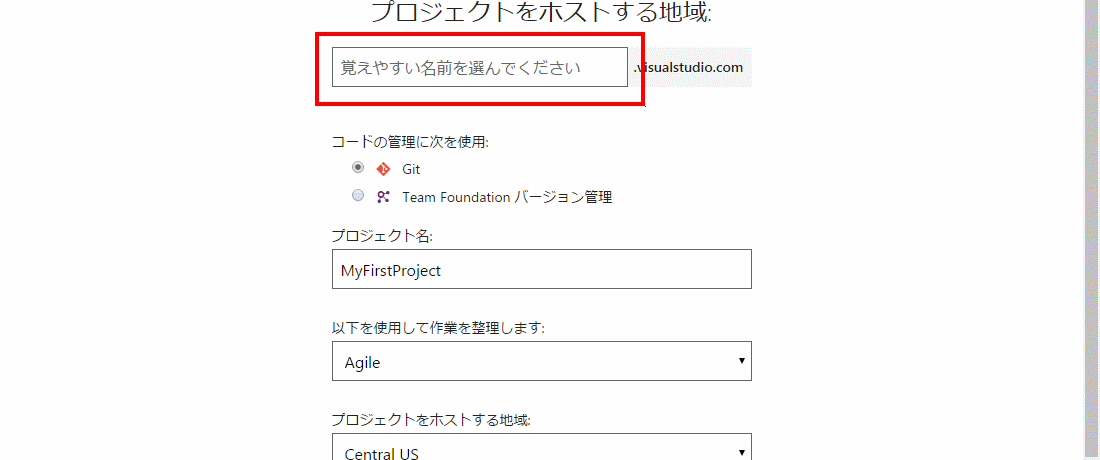 プロジェクトをホストする地域:
覚えやすい名前を選んでください .visualstudio.com
コードの管理に次を使用:
Git
Team Foundation バージョン管理
プロジェクト名:
MyFirstProject
以下を使用して作業を整理します:
Agile
プロジェクトをホストする地域:
Central US